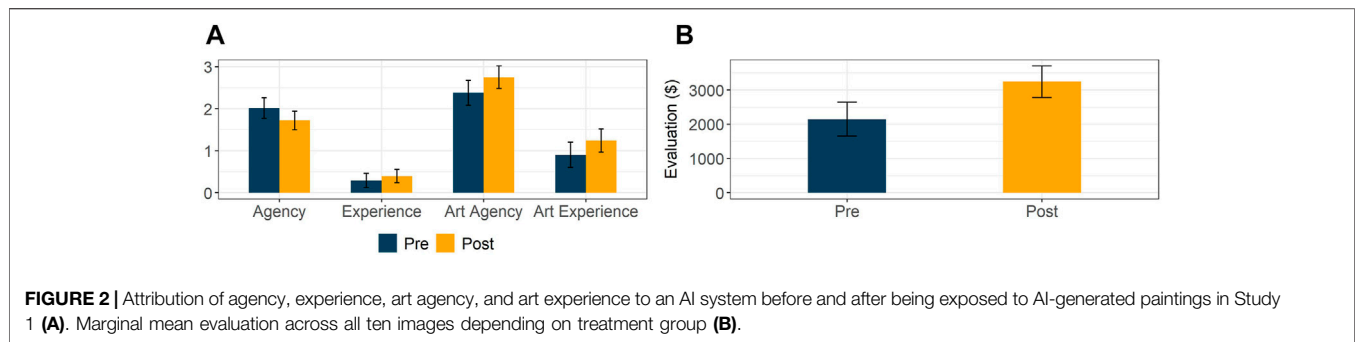 A
3
2
1
0
Agency Experience Art Agency Art Experience
Pre Post
B
Evaluation ($)
3000
2000
1000
0
Pre Post
FIGURE 2 | Attribution of agency, experience, art agency, and art experience to an AI system before and after being exposed to AI-generated paintings in Study
1 (A). Marginal mean evaluation across all ten images depending on treatment group (B).